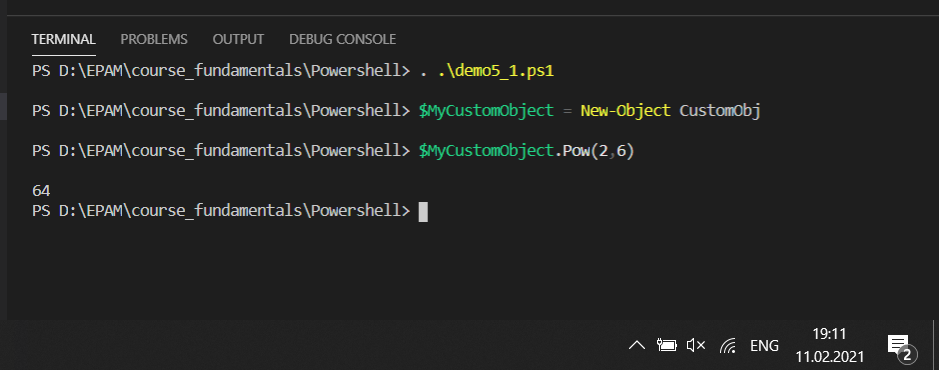 TERMINAL PROBLEMS OUTPUT DEBUG CONSOLE
PS D:\EPAM\course_fundamentals\Powershell> . .\demo5_1.ps1
PS D:\EPAM\course_fundamentals\Powershell> $MyCustomObject = New-Object CustomObj
PS D:\EPAM\course_fundamentals\Powershell> $MyCustomObject.Pow(2,6)
64
PS D:\EPAM\course_fundamentals\Powershell>
ENG
19:11
11.02.2021
2